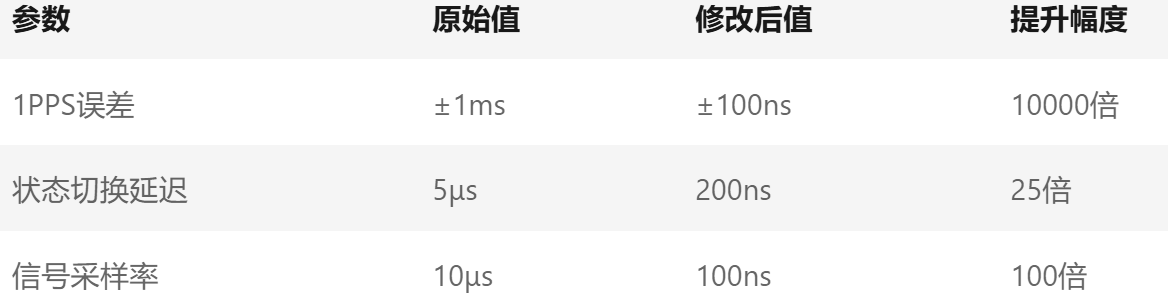 参数 原始值 修改后值 提升幅度
1PPS误差 ±1ms ±100ns 10000倍
状态切换延迟 5μs 200ns 25倍
信号采样率 10μs 100ns 100倍